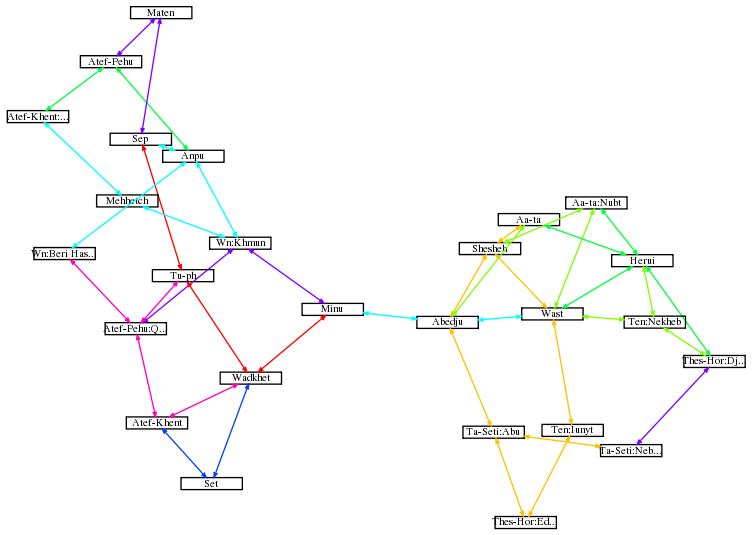 Maten
Atef-Pehu
Atef-Khent:...
Sep
Anpu
Mehhetch
Aa-ta:Nubt
Aa-ta
Wn:Khmun
Shesheh
Wn:Beri Has...
Herui
Tu-ph
Minu
Wast
Abedju
Ten:Nekheb
Atef-Pehu:Q...
Thes-Hor:Dj...
Wadkhet
Atef-Khent
Ta-Seti:Abu
Ten:Iunyt
Ta-Seti:Neb...
Set
Thes-Hor:Ed...